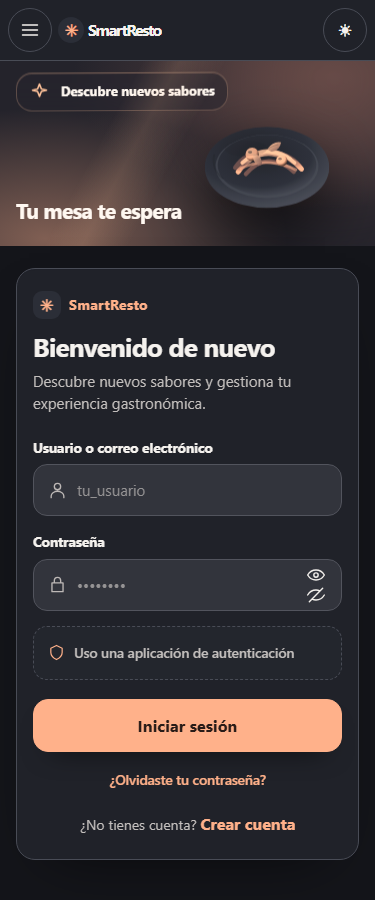 SmartResto
Descubre nuevos sabores
Tu mesa te espera
SmartResto
Bienvenido de nuevo
Descubre nuevos sabores y gestiona tu
experiencia gastronómica.
Usuario o correo electrónico
tu_usuario
Contraseña
••••••••
Uso una aplicación de autenticación
Iniciar sesión
¿Olvidaste tu contraseña?
¿No tienes cuenta? Crear cuenta